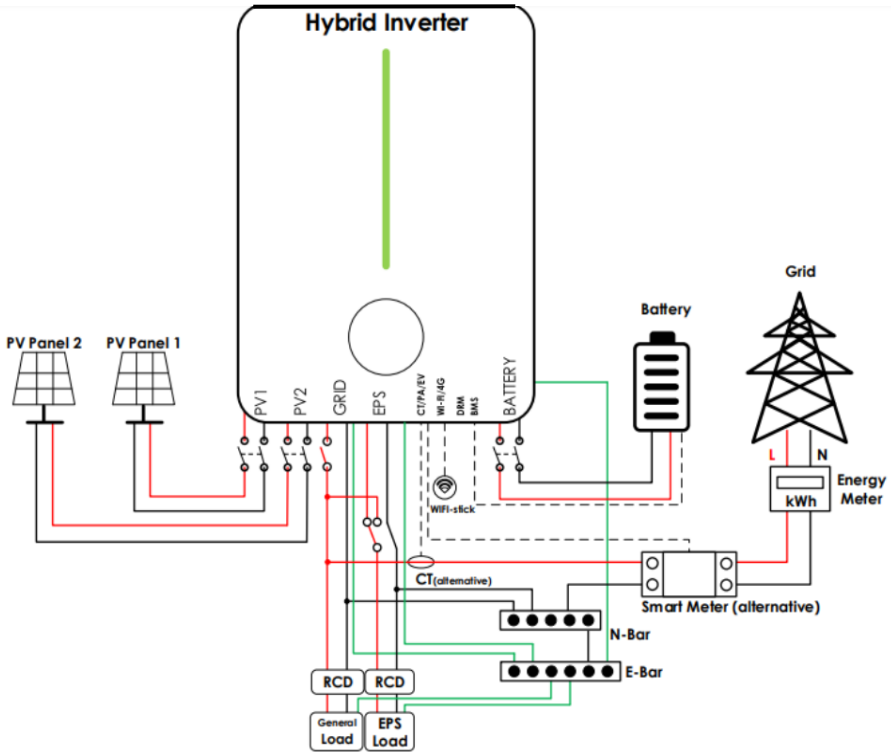 Hybrid Inverter
Grid
Battery
PV Panel 2
PV Panel 1
PV1
PV2
GRID
EPS
CT/PA/EV
WI-FI/4G
DRM
BMS
BATTERY
L
N
kWh
Energy
Meter
WIFI-stick
CT(alternative)
Smart Meter (alternative)
N-Bar
E-Bar
RCD
RCD
General
Load
EPS
Load